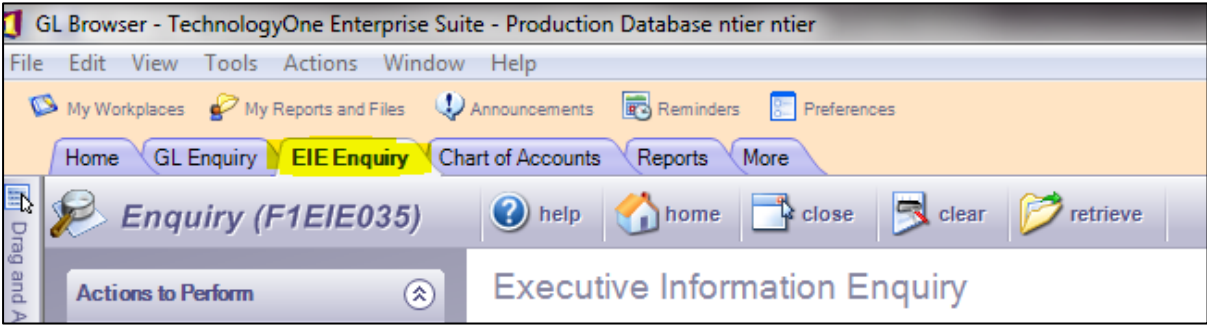 GL Browser - TechnologyOne Enterprise Suite - Production Database ntier ntier
File Edit View Tools Actions Window Help
My Workplaces My Reports and Files Announcements Reminders Preferences
Home GL Enquiry EIE Enquiry Chart of Accounts Reports More
Enquiry (F1EIE035) help home close clear retrieve
Drag and
Actions to Perform
Executive Information Enquiry